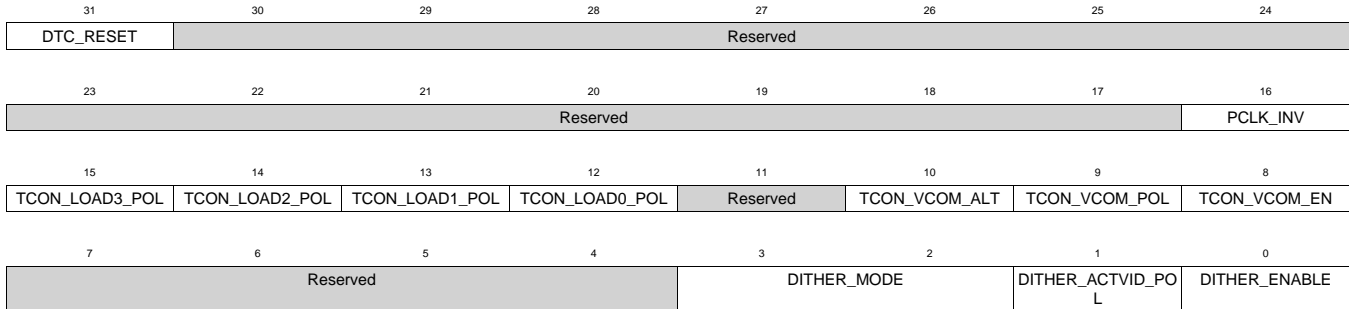 31 30 29 28 27 26 25 24
DTC_RESET Reserved
23 22 21 20 19 18 17 16
Reserved PCLK_INV
15 14 13 12 11 10 9 8
TCON_LOAD3_POL TCON_LOAD2_POL TCON_LOAD1_POL TCON_LOAD0_POL Reserved TCON_VCOM_ALT TCON_VCOM_POL TCON_VCOM_EN
7 6 5 4 3 2 1 0
Reserved DITHER_MODE DITHER_ACTVID_PO DITHER_ENABLE
L